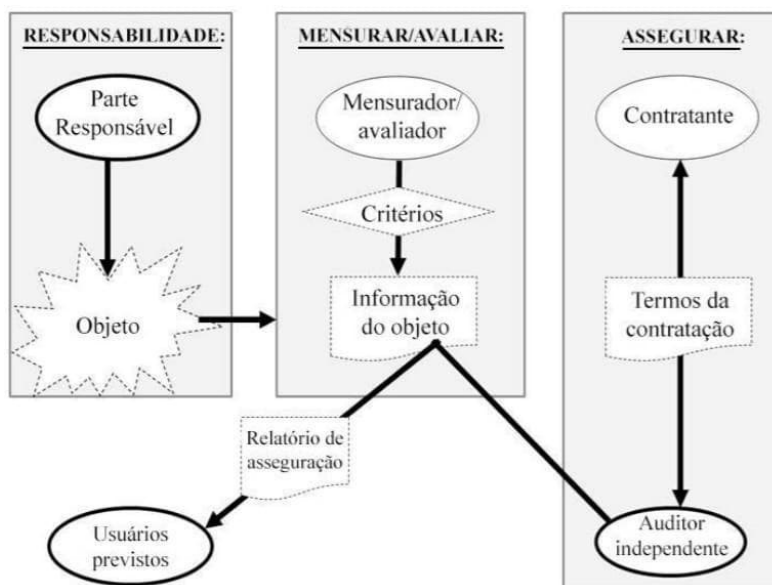 RESPONSABILIDADE:
Parte
Responsável
Objeto
MENSURAR/AVALIAR:
Mensurador/
avaliador
Critérios
Informação
do objeto
ASSEGURAR:
Contratante
Termos da
contratação
Relatório de
asseguração
Usuários
previstos
Auditor
independente